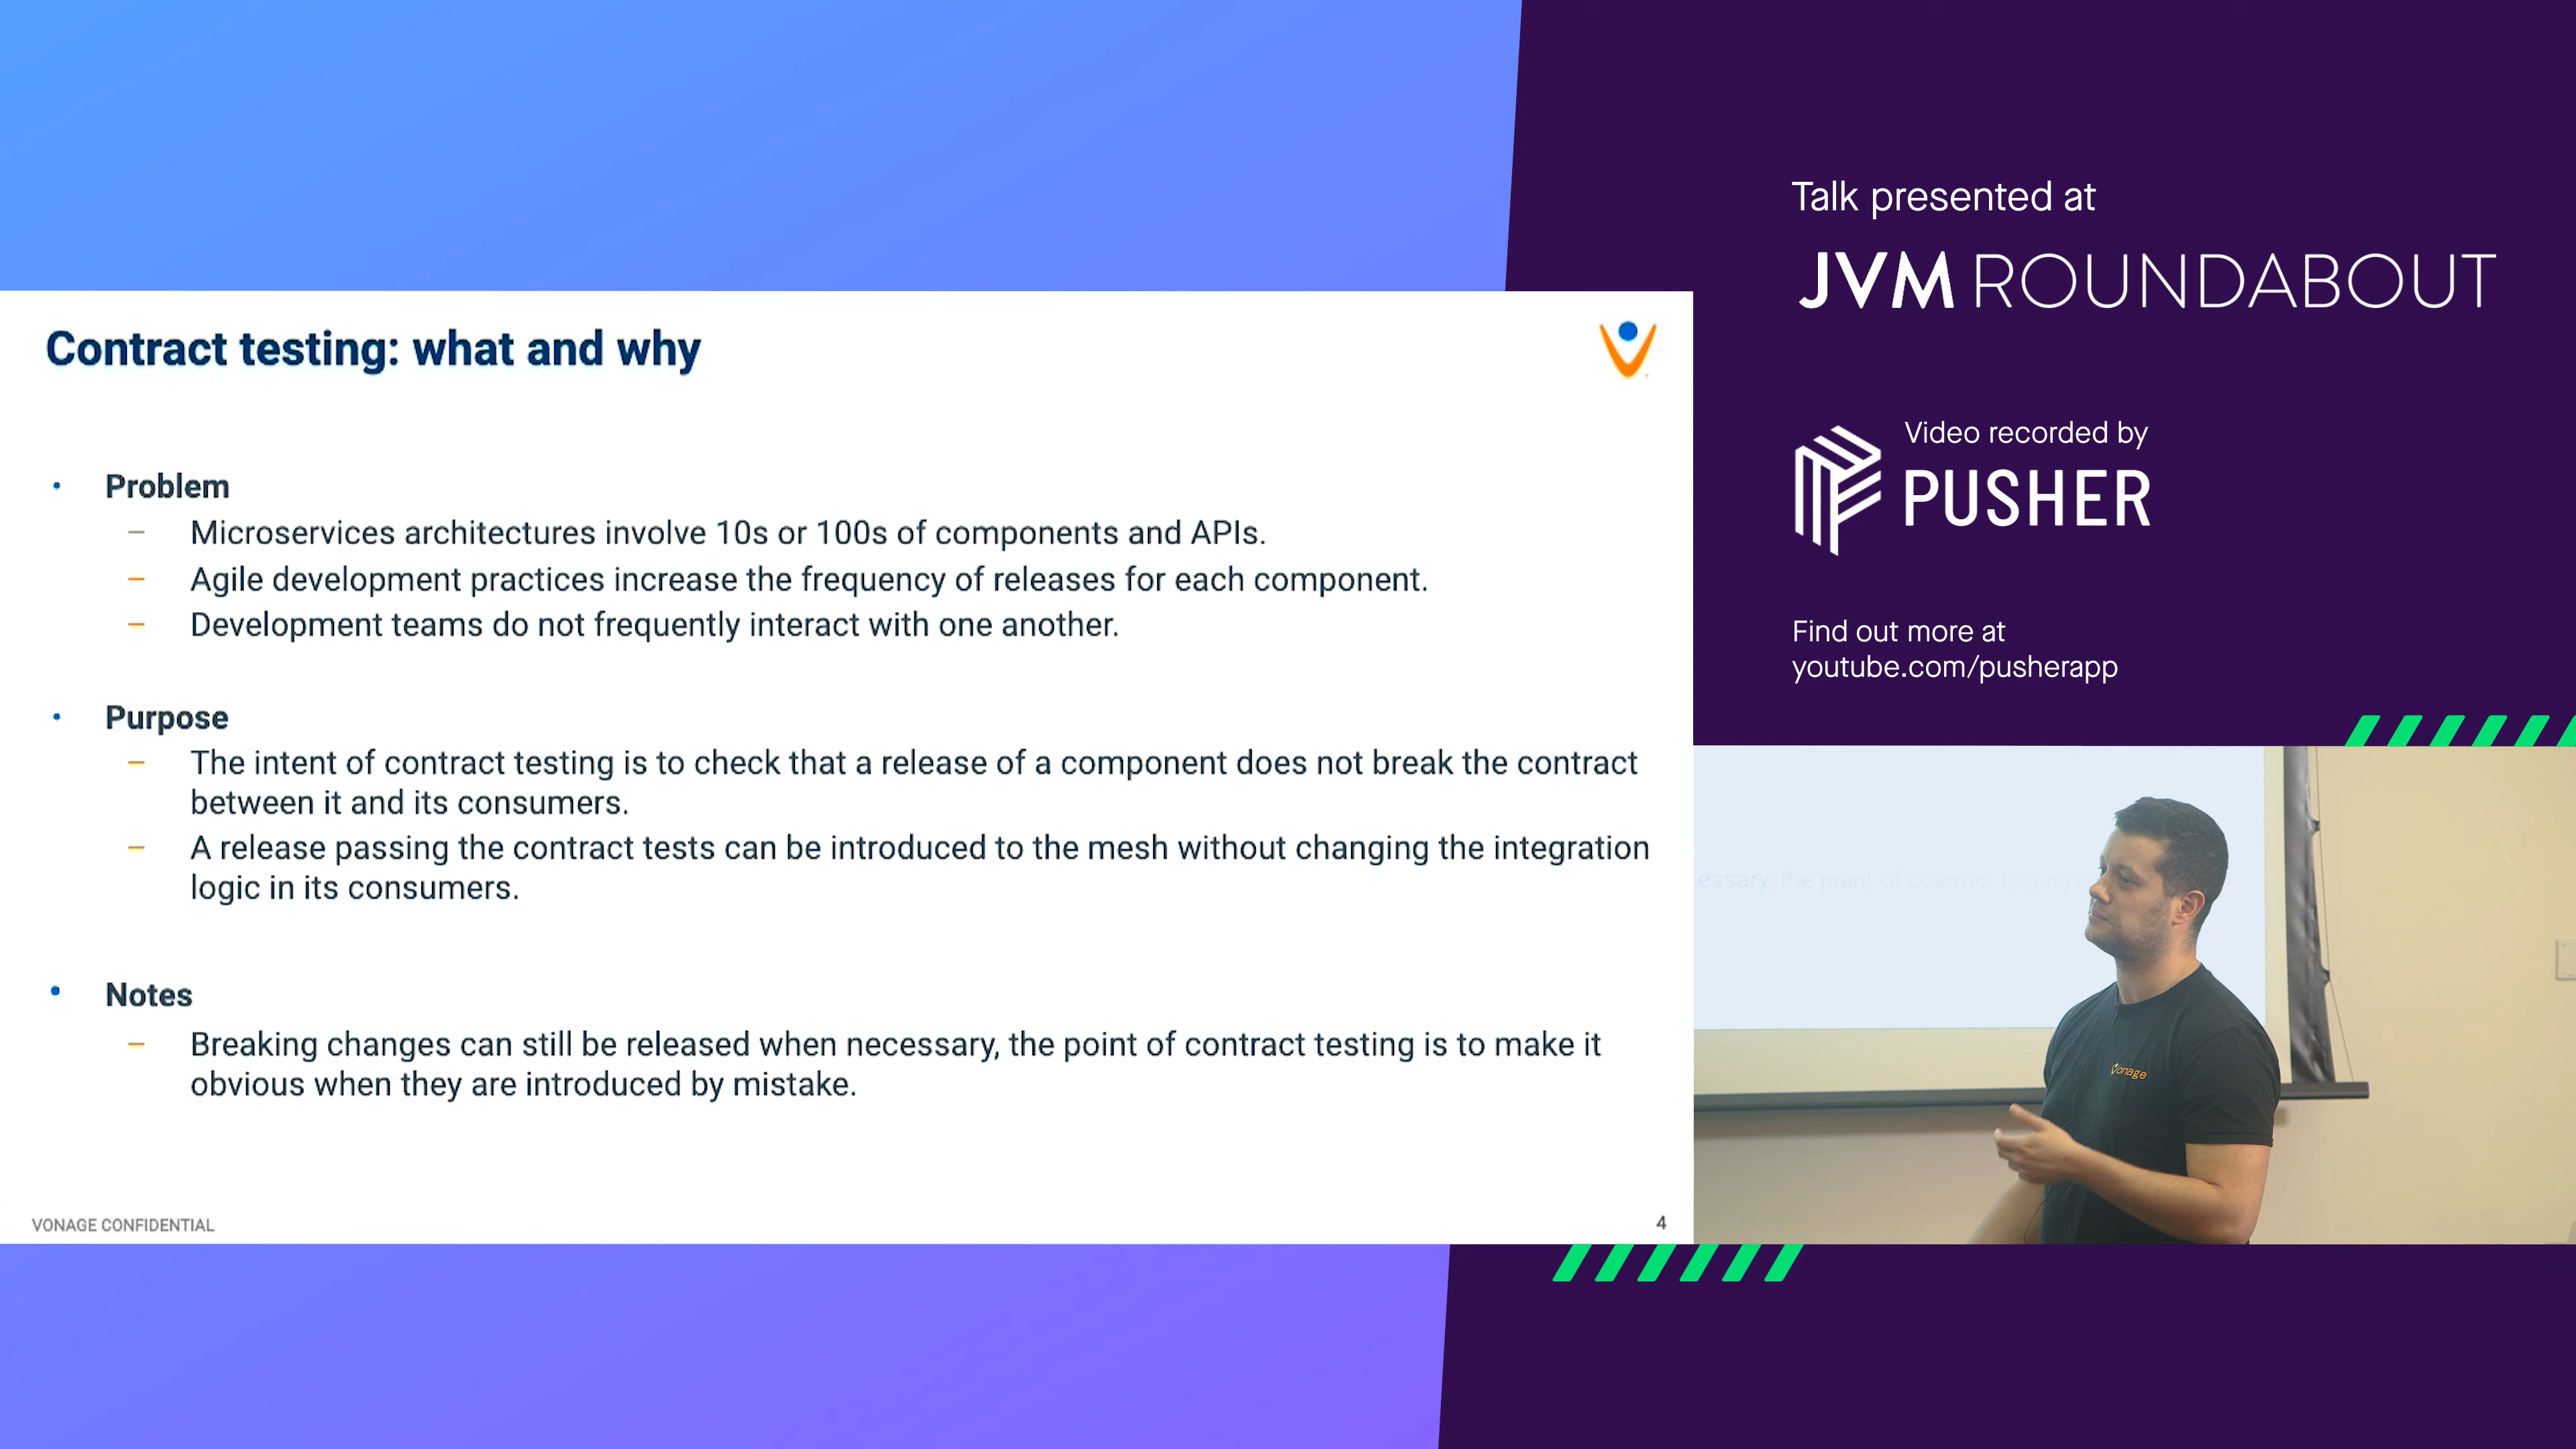 Contract testing: what and why
• Problem
– Microservices architectures involve 10s or 100s of components and APIs.
– Agile development practices increase the frequency of releases for each component.
– Development teams do not frequently interact with one another.
• Purpose
– The intent of contract testing is to check that a release of a component does not break the contract
between it and its consumers.
– A release passing the contract tests can be introduced to the mesh without changing the integration
logic in its consumers.
• Notes
– Breaking changes can still be released when necessary, the point of contract testing is to make it
obvious when they are introduced by mistake.
VONAGE CONFIDENTIAL
4
Talk presented at
JVM ROUNDABOUT
Video recorded by
PUSHER
Find out more at
youtube.com/pusherapp
the point of contract testing
Vonage